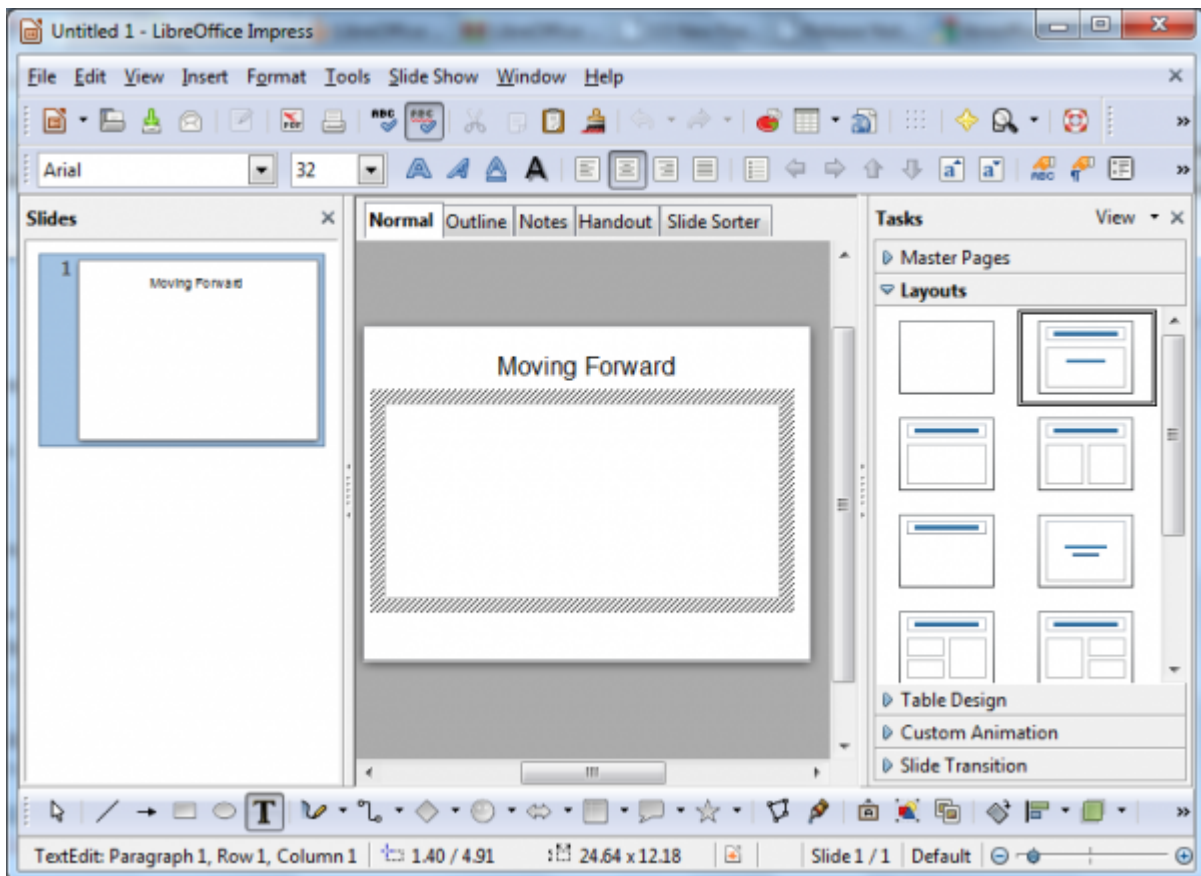 Untitled 1 - LibreOffice Impress
File Edit View Insert Format Tools Slide Show Window Help
Arial 32
Slides
Normal Outline Notes Handout Slide Sorter
Tasks View
1
Moving Forward
Moving Forward
Master Pages
Layouts
Table Design
Custom Animation
Slide Transition
TextEdit: Paragraph 1, Row 1, Column 1 1.40 / 4.91 24.64 x 12.18 Slide 1 / 1 Default